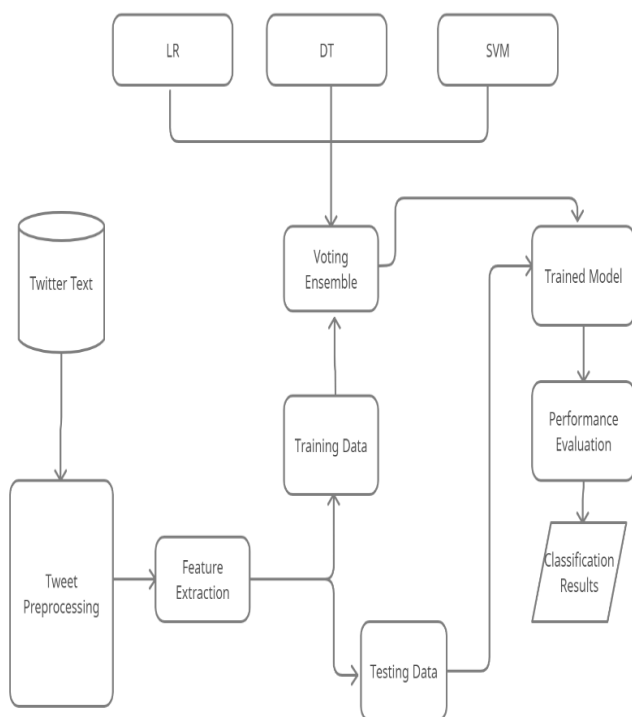 LR
DT
SVM
Twitter Text
Voting
Ensemble
Trained Model
Training Data
Performance
Evaluation
Tweet
Preprocessing
Feature
Extraction
Classification
Results
Testing Data